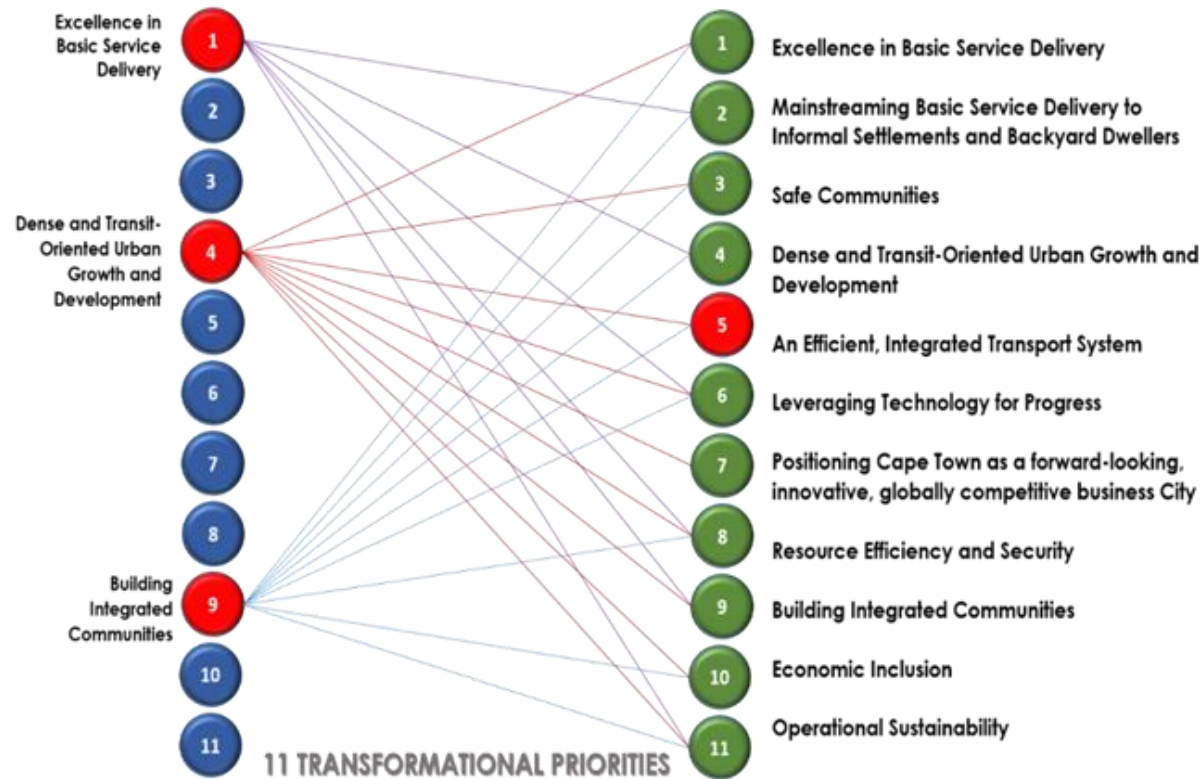 Excellence in
Basic Service
Delivery
1
2
3
Dense and Transit-
Oriented Urban
Growth and
Development
4
5
6
7
8
Building
Integrated
Communities
9
10
11
1
Excellence in Basic Service Delivery
2
Mainstreaming Basic Service Delivery to
Informal Settlements and Backyard Dwellers
3
Safe Communities
4
Dense and Transit-Oriented Urban Growth and
Development
5
An Efficient, Integrated Transport System
6
Leveraging Technology for Progress
7
Positioning Cape Town as a forward-looking,
innovative, globally competitive business City
8
Resource Efficiency and Security
9
Building Integrated Communities
10
Economic Inclusion
11
Operational Sustainability
11 TRANSFORMATIONAL PRIORITIES